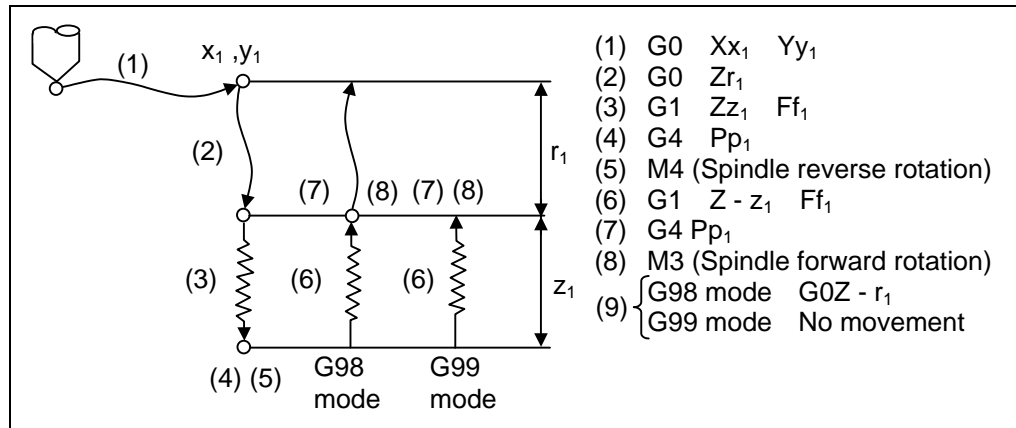 (1)
x₁ ,y₁
(2)
(7)
(8)
(7) (8)
r₁
(3)
(6)
(6)
z₁
(4) (5)
G98
mode
G99
mode
(1) G0 Xx₁ Yy₁
(2) G0 Zr₁
(3) G1 Zz₁ Ff₁
(4) G4 Pp₁
(5) M4 (Spindle reverse rotation)
(6) G1 Z - z₁ Ff₁
(7) G4 Pp₁
(8) M3 (Spindle forward rotation)
(9) G98 mode G0Z - r₁
G99 mode No movement